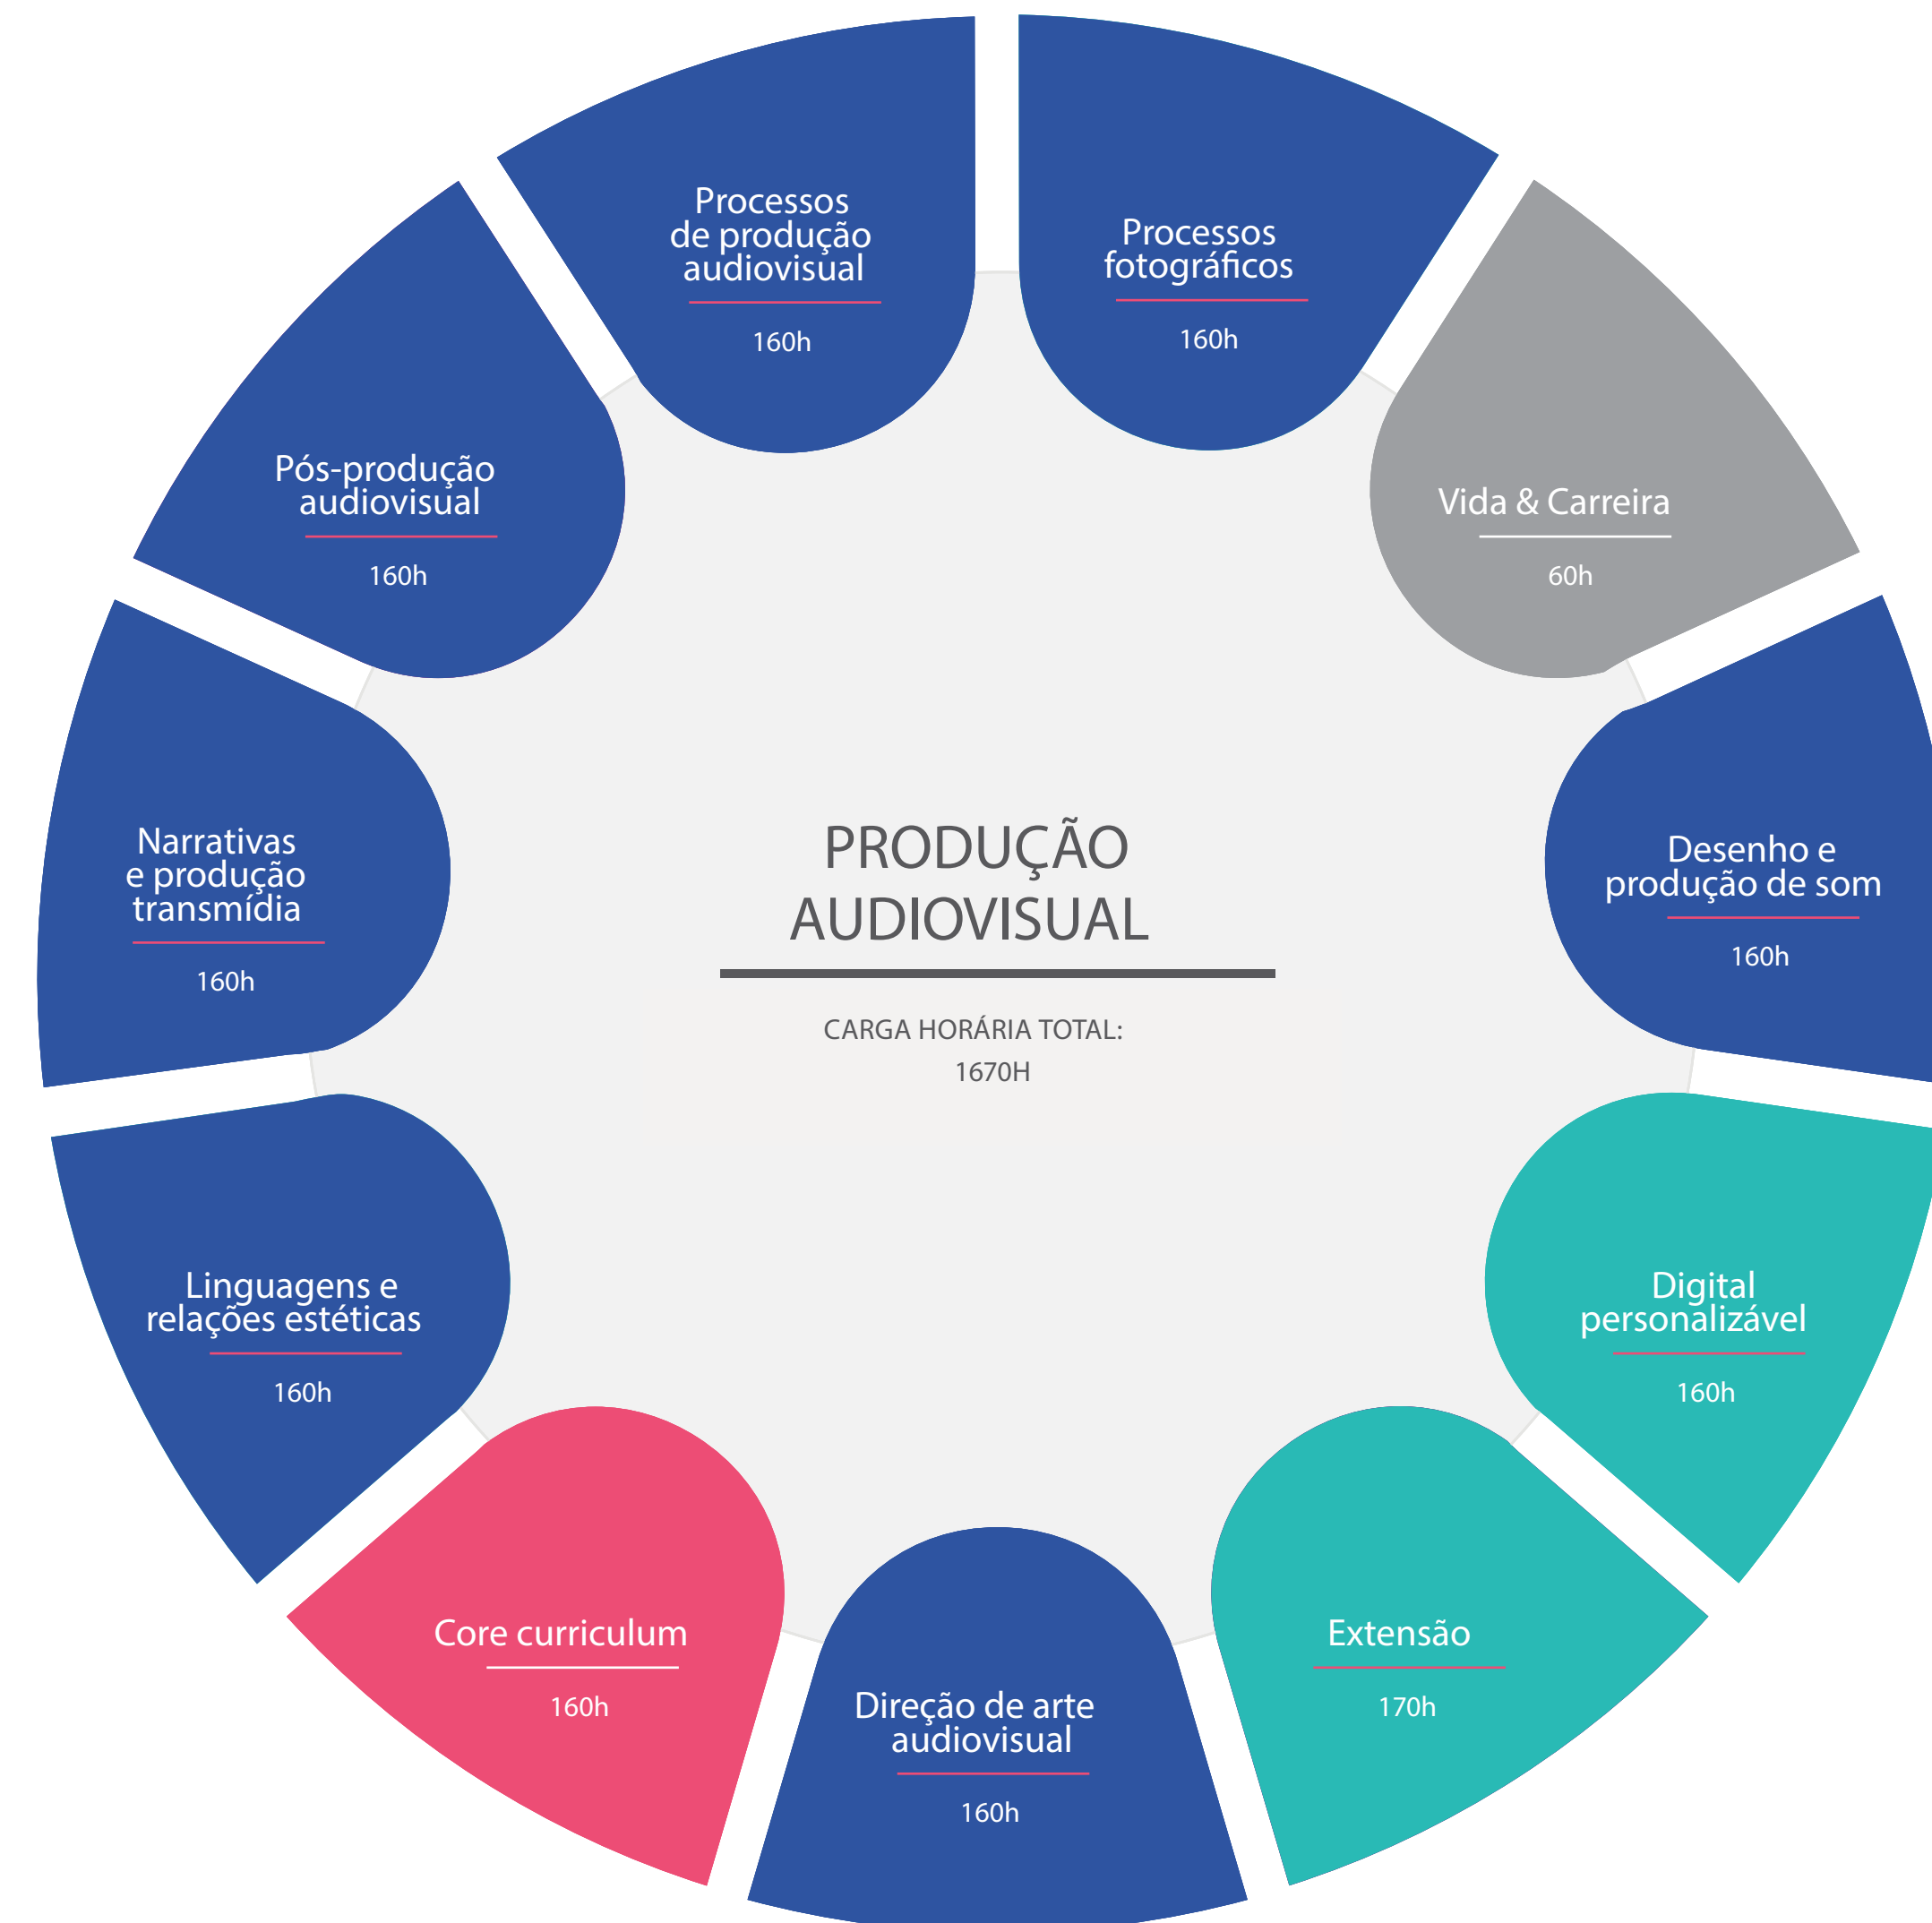 Processos
de produção
audiovisual
160h
Processos
fotográficos
160h
Vida & Carreira
60h
Desenho e
produção de som
160h
Digital
personalizável
160h
Extensão
170h
Direção de arte
audiovisual
160h
Core curriculum
160h
Linguagens e
relações estéticas
160h
Narrativas
e produção
transmídia
160h
Pós-produção
audiovisual
160h
PRODUÇÃO
AUDIOVISUAL
CARGA HORÁRIA TOTAL:
1670H